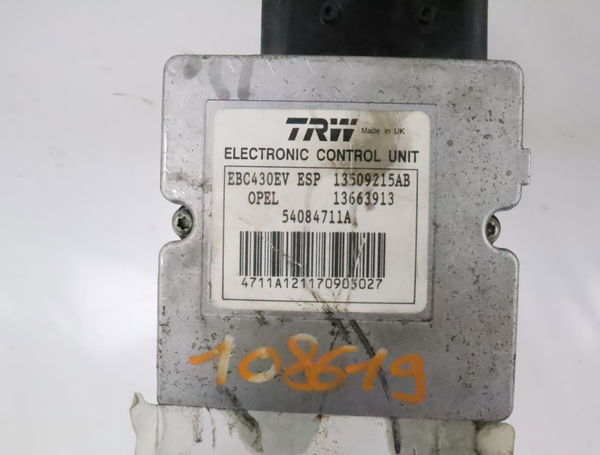 TRW Made in UK
ELECTRONIC CONTROL UNIT
EBC430EV ESP 13509215AB
OPEL 13663913
54084711A
4711A121170905027
108619